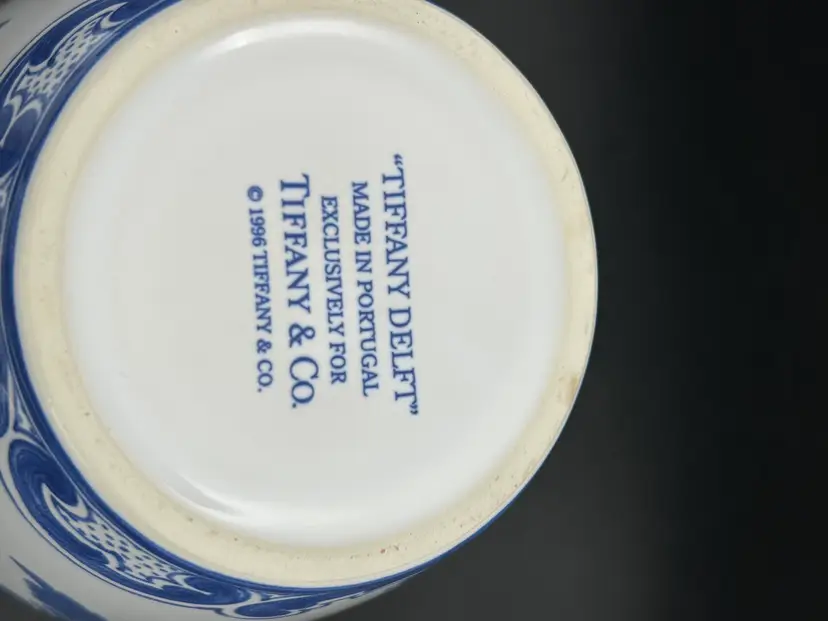 “TIFFANY DELFT”
MADE IN PORTUGAL
EXCLUSIVELY FOR
TIFFANY & CO.
© 1996 TIFFANY & CO.